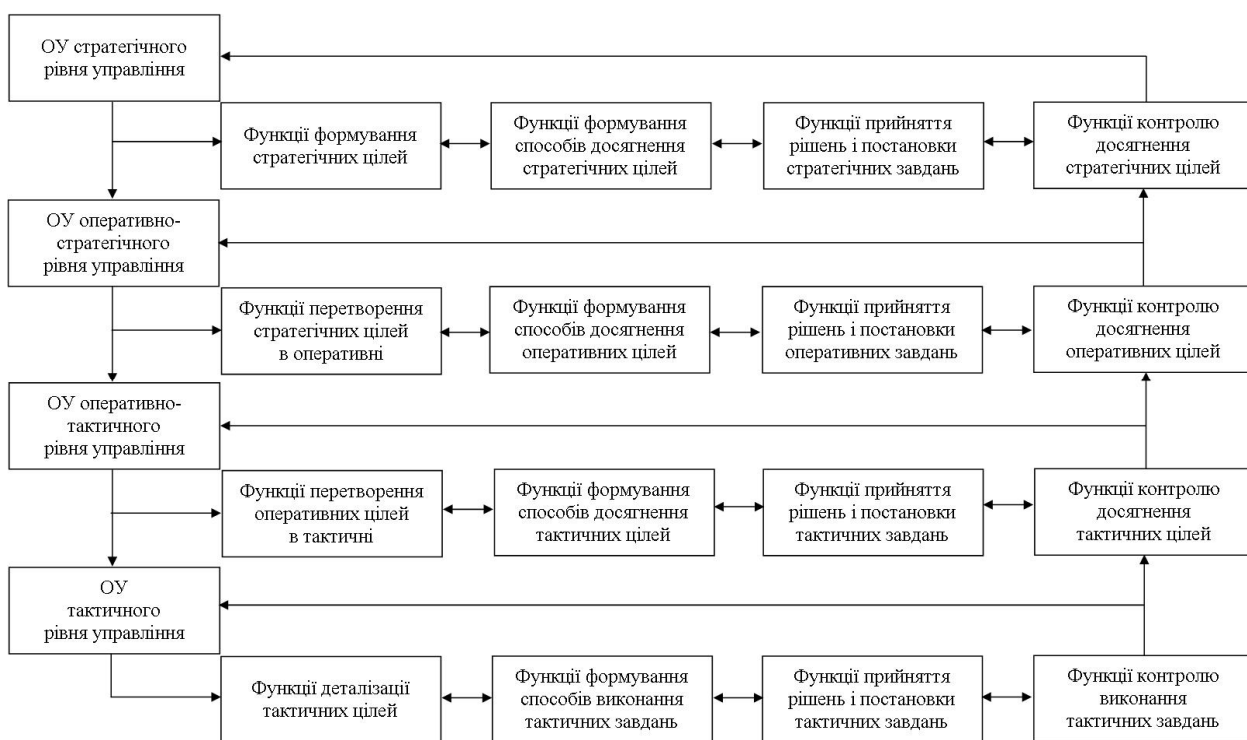 ОУ стратегічного
рівня управління
Функції формування
стратегічних цілей
Функції формування
способів досягнення
стратегічних цілей
Функції прийняття
рішень і постановки
стратегічних завдань
Функції контролю
досягнення
стратегічних цілей
ОУ оперативно-
стратегічного
рівня управління
Функції перетворення
стратегічних цілей
в оперативні
Функції формування
способів досягнення
оперативних цілей
Функції прийняття
рішень і постановки
оперативних завдань
Функції контролю
досягнення
оперативних цілей
ОУ оперативно-
тактичного
рівня управління
Функції перетворення
оперативних цілей
в тактичні
Функції формування
способів досягнення
тактичних цілей
Функції прийняття
рішень і постановки
тактичних завдань
Функції контролю
досягнення
тактичних цілей
ОУ
тактичного
рівня управління
Функції деталізації
тактичних цілей
Функції формування
способів виконання
тактичних завдань
Функції прийняття
рішень і постановки
тактичних завдань
Функції контролю
виконання
тактичних завдань